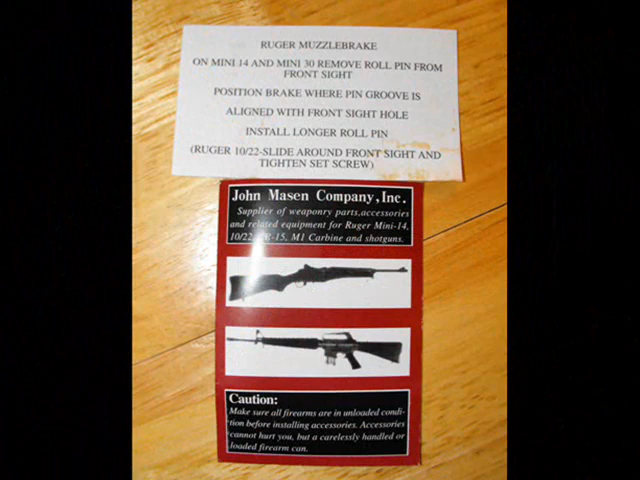 RUGER MUZZLEBRAKE
ON MINI 14 AND MINI 30 REMOVE ROLL PIN FROM
FRONT SIGHT
POSITION BRAKE WHERE PIN GROOVE IS
ALIGNED WITH FRONT SIGHT HOLE
INSTALL LONGER ROLL PIN
(RUGER 10/22-SLIDE AROUND FRONT SIGHT AND
TIGHTEN SET SCREW)
John Masen Company,Inc.
Supplier of weaponry parts,accessories
and related equipment for Ruger Mini-14,
10/22, AR-15, M1 Carbine and shotguns.
Caution:
Make sure all firearms are in unloaded condi-
tion before installing accessories. Accessories
cannot hurt you, but a carelessly handled or
loaded firearm can.